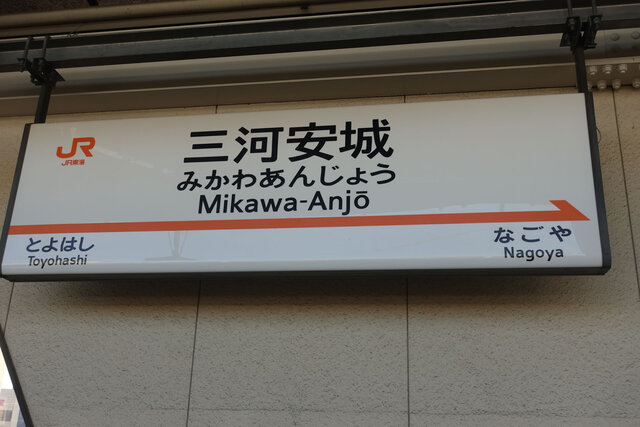 JR
JR東海
三河安城
みかわあんじょう
Mikawa-Anjō
とよはし
Toyohashi
なごや
Nagoya